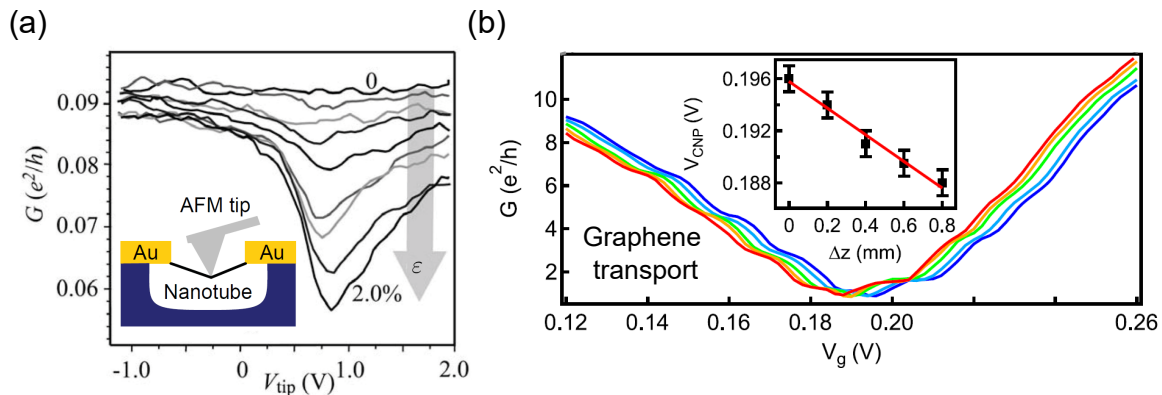 (a)
G (e²/h)
0.09
0.08
0.07
0.06
0
ε
2.0%
AFM tip
Au
Au
Nanotube
-1.0
0
1.0
2.0
Vtip (V)
(b)
G (e²/h)
10
8
6
4
2
Graphene
transport
VCNP (V)
0.196
0.192
0.188
0
0.2
0.4
0.6
0.8
Δz (mm)
0.12
0.14
0.16
0.18
0.20
0.26
Vg (V)